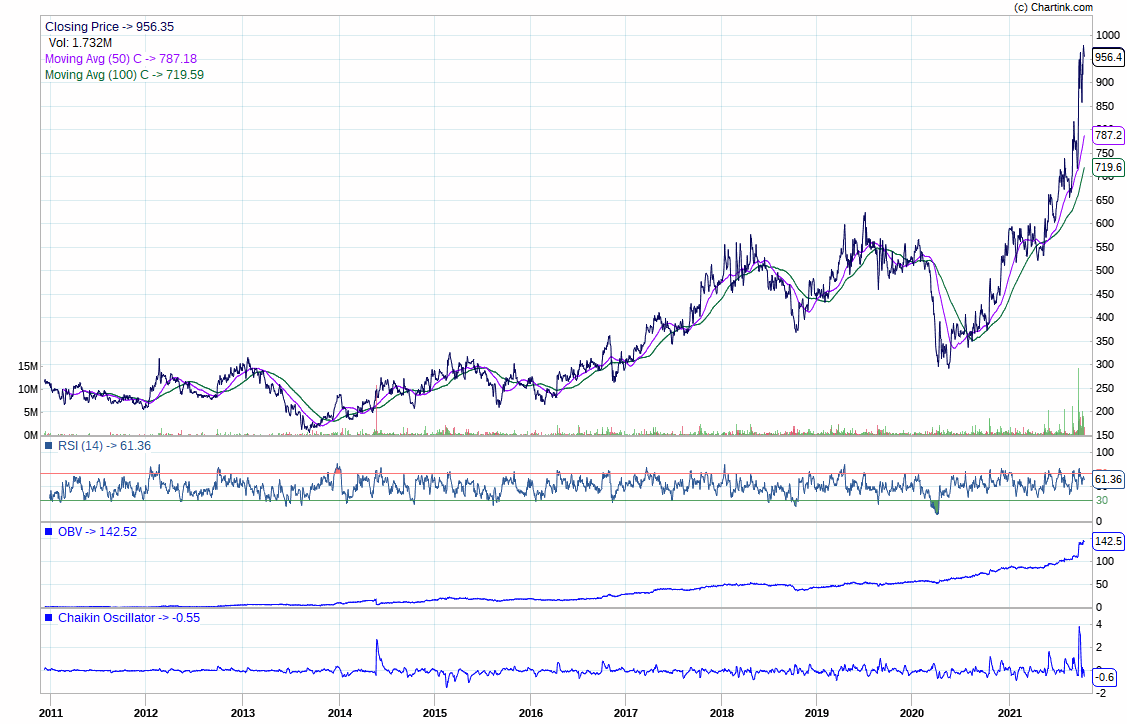 (c) Chartink.com
Closing Price -> 956.35
Vol: 1.732M
Moving Avg (50) C -> 787.18
Moving Avg (100) C -> 719.59
1000
956.4
900
850
787.2
750
719.6
650
600
550
500
450
400
350
300
250
200
150
15M
10M
5M
0M
RSI (14) -> 61.36
100
61.36
30
0
OBV -> 142.52
142.5
100
50
0
Chaikin Oscillator -> -0.55
4
2
-0.6
-2
2011 2012 2013 2014 2015 2016 2017 2018 2019 2020 2021